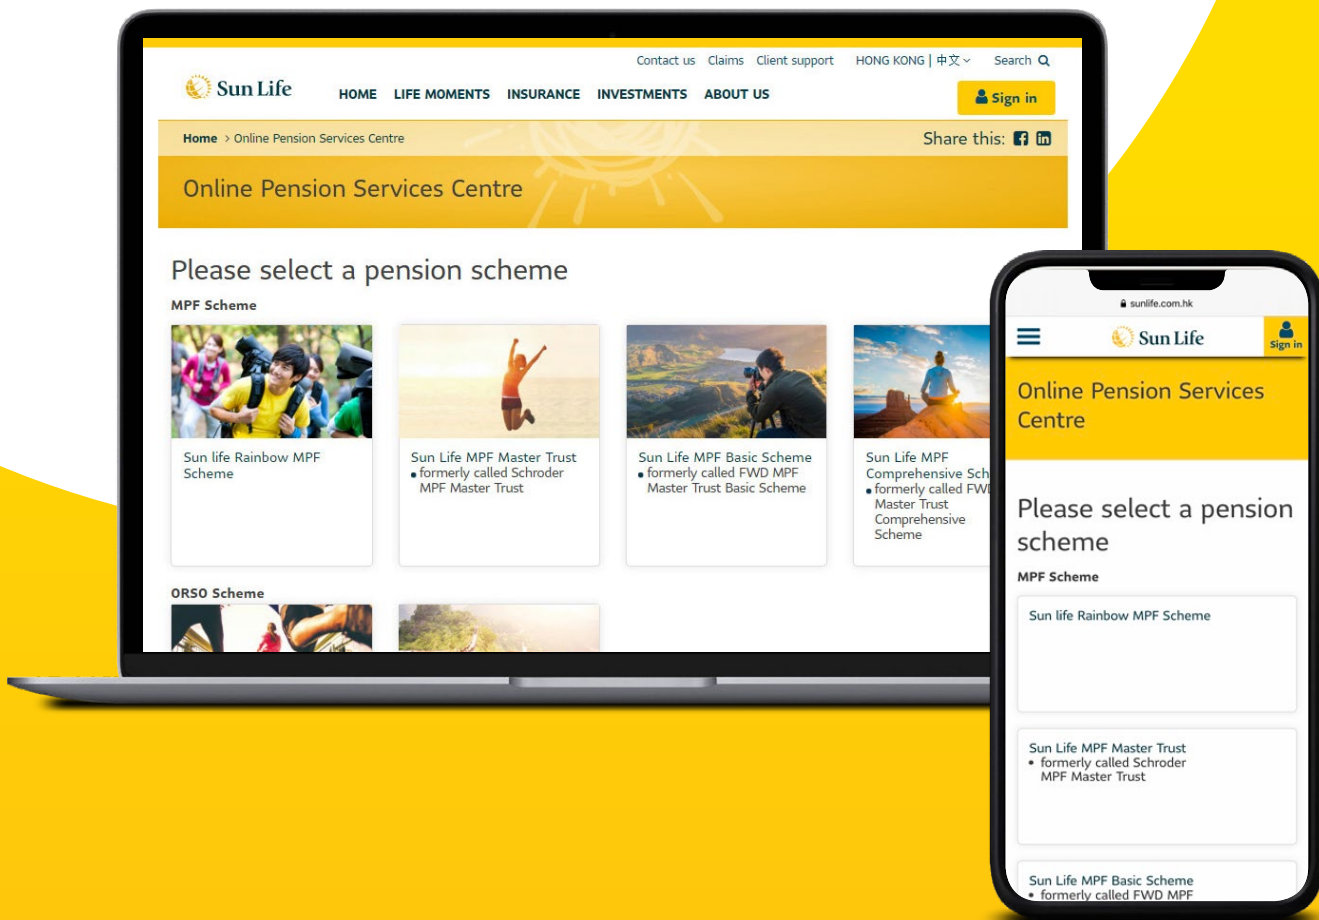 Contact us Claims Client support HONG KONG | 中文 Search
Sun Life HOME LIFE MOMENTS INSURANCE INVESTMENTS ABOUT US Sign in
Home > Online Pension Services Centre Share this:
Online Pension Services Centre
Please select a pension scheme
MPF Scheme
Sun life Rainbow MPF
Scheme
Sun Life MPF Master Trust
• formerly called Schroder
MPF Master Trust
Sun Life MPF Basic Scheme
• formerly called FWD MPF
Master Trust Basic Scheme
Sun Life MPF
Comprehensive Sch
• formerly called FW
Master Trust
Comprehensive
Scheme
ORSO Scheme
sunlife.com.hk
Sun Life Sign in
Online Pension Services
Centre
Please select a pension
scheme
MPF Scheme
Sun life Rainbow MPF Scheme
Sun Life MPF Master Trust
• formerly called Schroder
MPF Master Trust
Sun Life MPF Basic Scheme
• formerly called FWD MPF